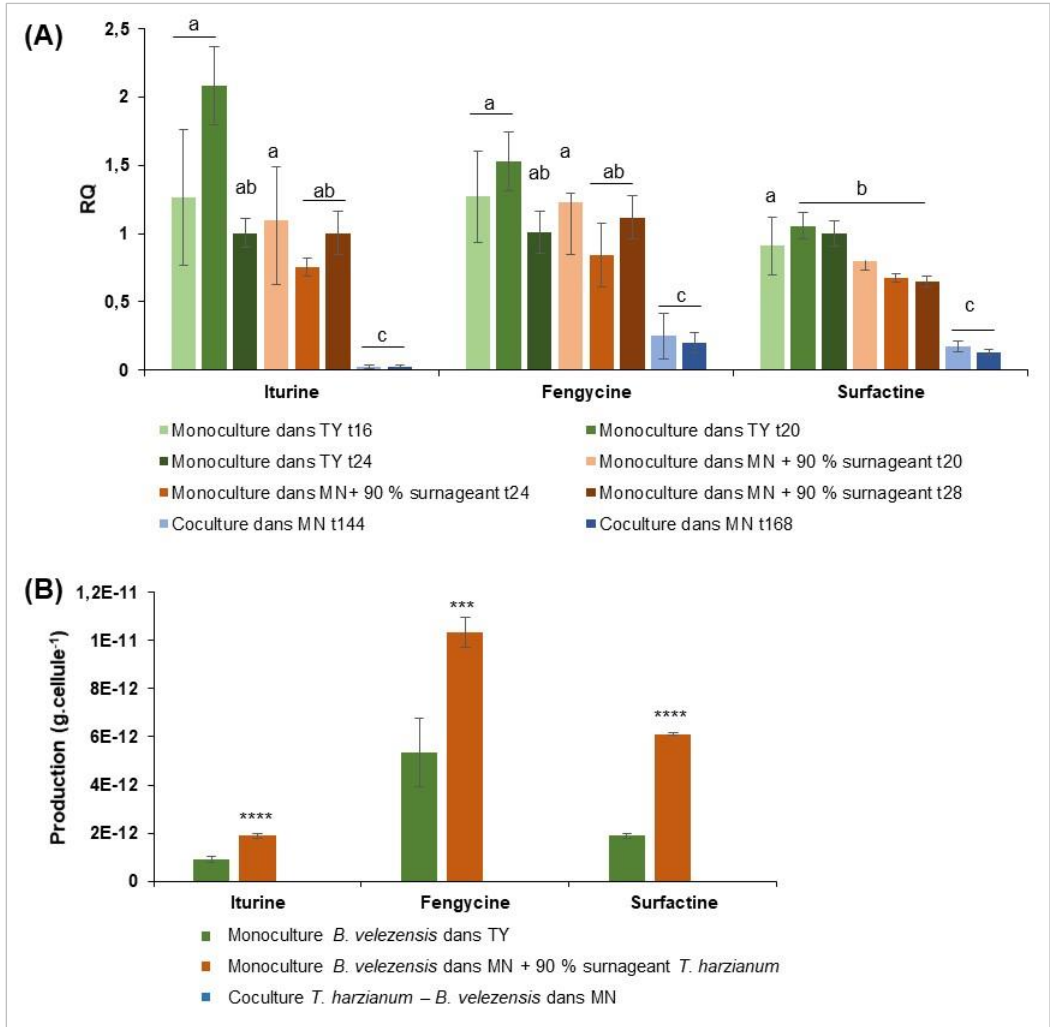 (A)
2,5
2
1,5
1
0,5
0
RQ
a
a
ab
ab
c
a
ab
a
ab
c
a
b
c
Iturine Fengycine Surfactine
Monoculture dans TY t16 Monoculture dans TY t20
Monoculture dans TY t24 Monoculture dans MN + 90 % surnageant t20
Monoculture dans MN+ 90 % surnageant t24 Monoculture dans MN + 90 % surnageant t28
Coculture dans MN t144 Coculture dans MN t168
(B)
1,2E-11
1E-11
8E-12
6E-12
4E-12
2E-12
0
Production (g.cellule⁻¹)
****
***
****
Iturine Fengycine Surfactine
Monoculture B. velezensis dans TY
Monoculture B. velezensis dans MN + 90 % surnageant T. harzianum
Coculture T. harzianum – B. velezensis dans MN